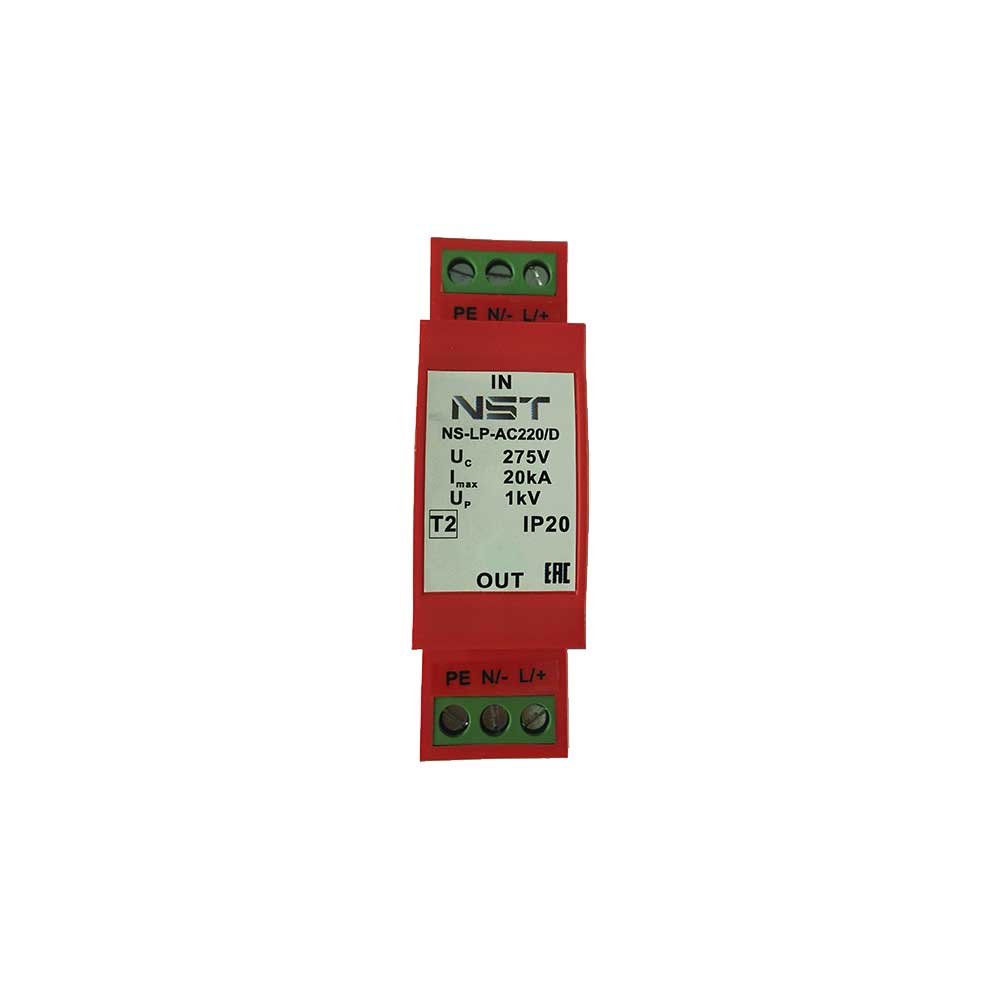 PE N/- L/+
IN
NST
NS-LP-AC220/D
Uc 275V
Imax 20kA
UP 1kV
T2 IP20
OUT EAC
PE N/- L/+